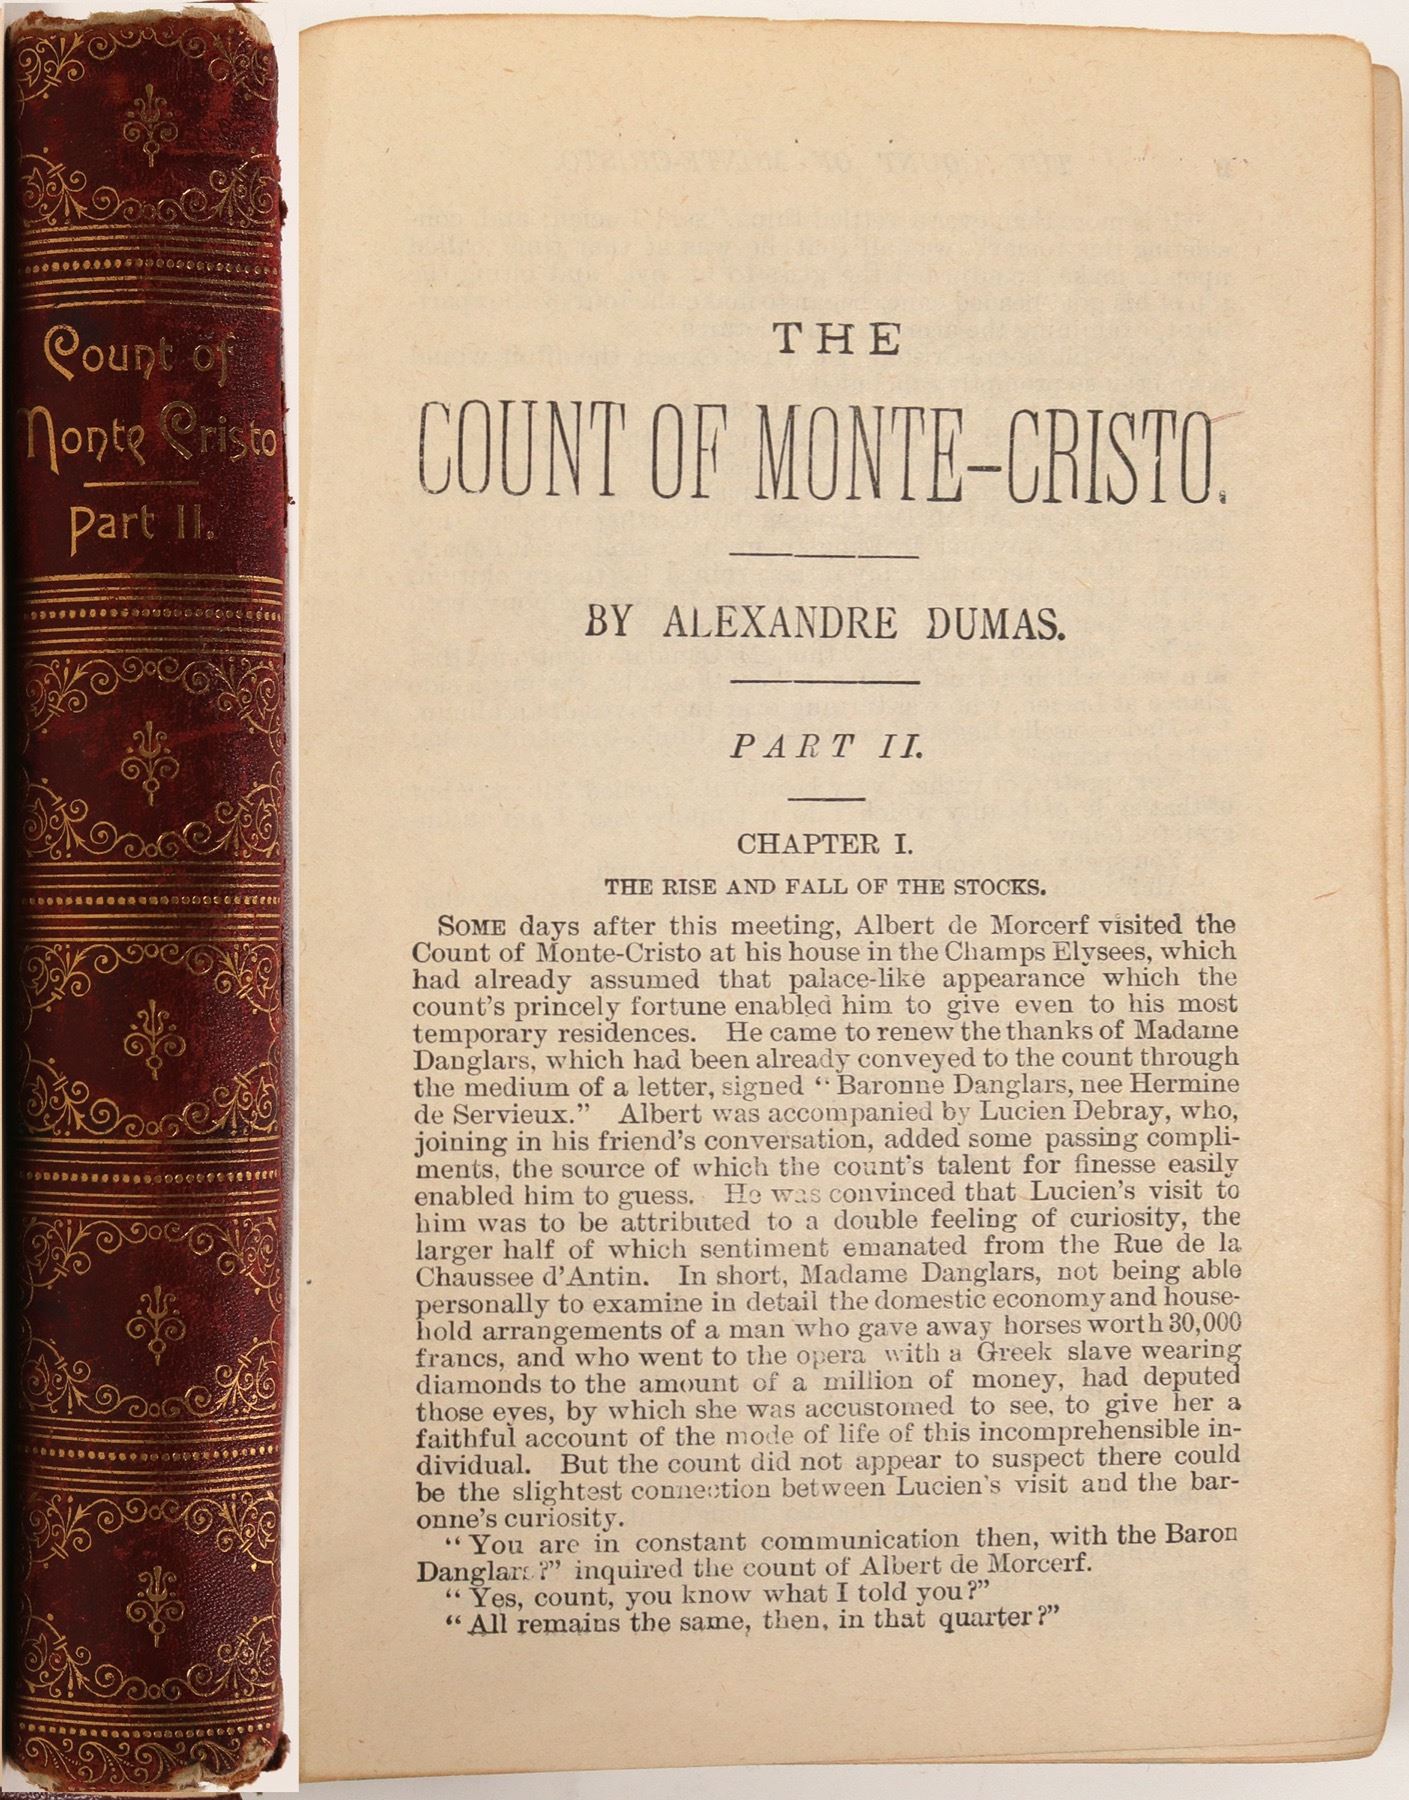 Count of
Monte Cristo
Part II.
THE
COUNT OF MONTE-CRISTO.
BY ALEXANDRE DUMAS.
PART II.
CHAPTER I.
THE RISE AND FALL OF THE STOCKS.
SOME days after this meeting, Albert de Morcerf visited the
Count of Monte-Cristo at his house in the Champs Elysees, which
had already assumed that palace-like appearance which the
count's princely fortune enabled him to give even to his most
temporary residences. He came to renew the thanks of Madame
Danglars, which had been already conveyed to the count through
the medium of a letter, signed "Baronne Danglars, nee Hermine
de Servieux." Albert was accompanied by Lucien Debray, who,
joining in his friend's conversation, added some passing compli-
ments, the source of which the count's talent for finesse easily
enabled him to guess. He was convinced that Lucien's visit to
him was to be attributed to a double feeling of curiosity, the
larger half of which sentiment emanated from the Rue de la
Chaussee d'Antin. In short, Madame Danglars, not being able
personally to examine in detail the domestic economy and house-
hold arrangements of a man who gave away horses worth 30,000
francs, and who went to the opera with a Greek slave wearing
diamonds to the amount of a million of money, had deputed
those eyes, by which she was accustomed to see, to give her a
faithful account of the mode of life of this incomprehensible in-
dividual. But the count did not appear to suspect there could
be the slightest connection between Lucien's visit and the bar-
onne's curiosity.
"You are in constant communication then, with the Baron
Danglars?" inquired the count of Albert de Morcerf.
"Yes, count, you know what I told you?"
"All remains the same, then, in that quarter?"